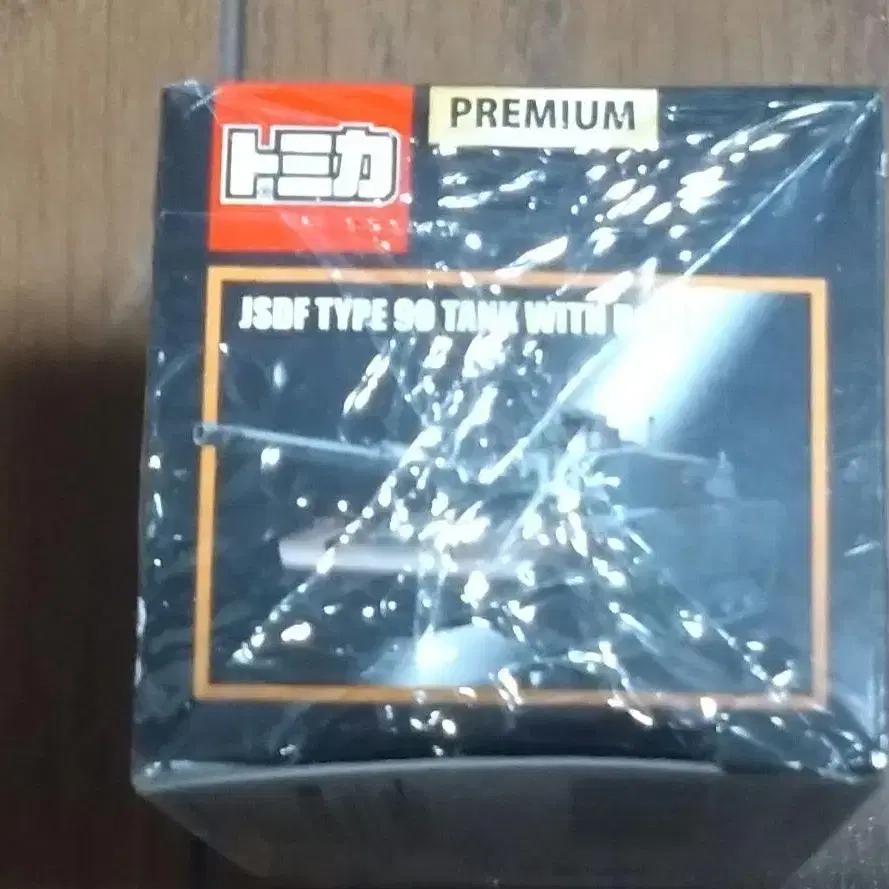 トミカ
PREMIUM
JSDF TYPE 90 TANK WITH